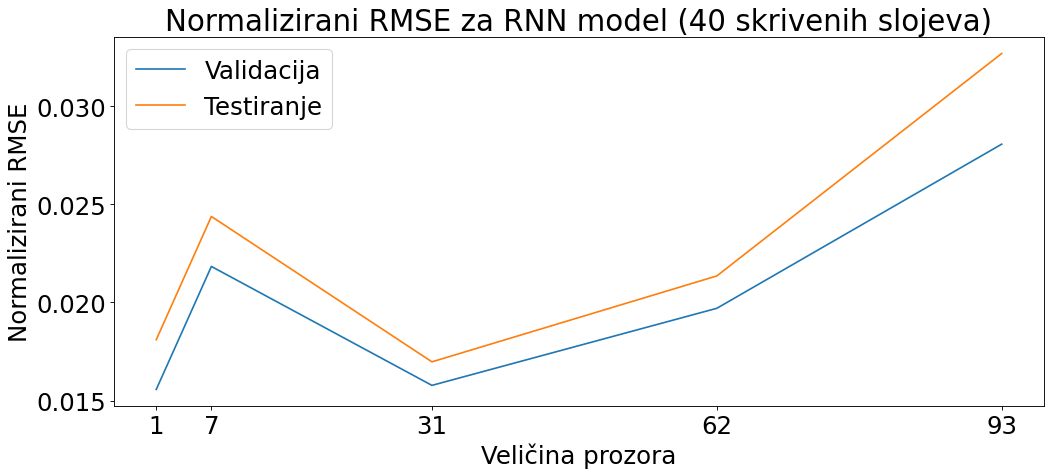 Normalizirani RMSE za RNN model (40 skrivenih slojeva)
Validacija
Testiranje
Normalizirani RMSE
0.030
0.025
0.020
0.015
1 7 31 62 93
Veličina prozora